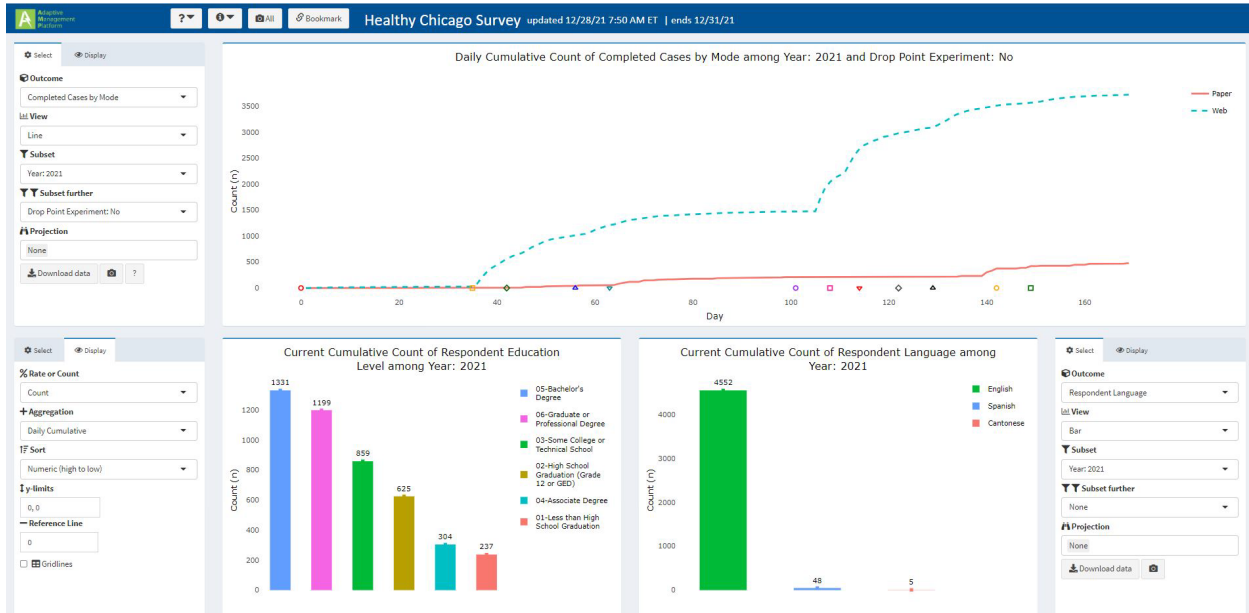 Adaptive
Management
Platform
?
All
Bookmark
Healthy Chicago Survey updated 12/28/21 7:50 AM ET | ends 12/31/21
Select
Display
Outcome
Completed Cases by Mode
View
Line
Subset
Year: 2021
Subset further
Drop Point Experiment: No
Projection
None
Download data
?
Daily Cumulative Count of Completed Cases by Mode among Year: 2021 and Drop Point Experiment: No
Paper
Web
Count (n)
3500
3000
2500
2000
1500
1000
500
0
0
20
40
60
80
100
120
140
160
Day
Select
Display
% Rate or Count
Count
Aggregation
Daily Cumulative
Sort
Numeric (high to low)
y-limits
0, 0
Reference Line
0
Gridlines
Current Cumulative Count of Respondent Education
Level among Year: 2021
Count (n)
1200
1000
800
600
400
200
0
1331
1199
859
625
304
237
05-Bachelor's
Degree
06-Graduate or
Professional Degree
03-Some College or
Technical School
02-High School
Graduation (Grade
12 or GED)
04-Associate Degree
01-Less than High
School Graduation
Current Cumulative Count of Respondent Language among
Year: 2021
Count (n)
4000
3000
2000
1000
0
4552
48
5
English
Spanish
Cantonese
Select
Display
Outcome
Respondent Language
View
Bar
Subset
Year: 2021
Subset further
None
Projection
None
Download data